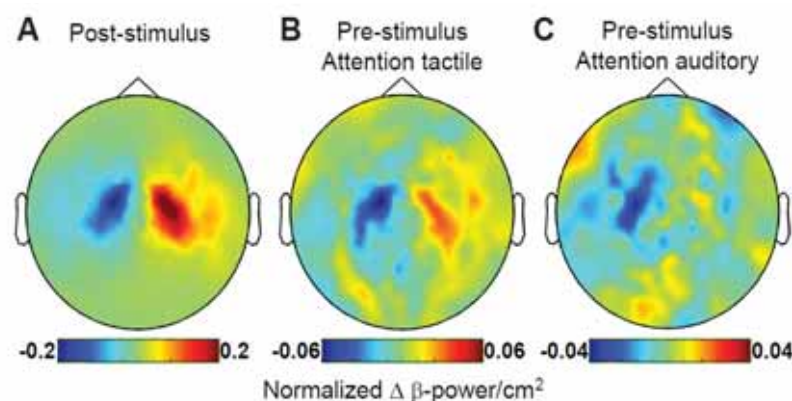 A Post-stimulus
B Pre-stimulus
Attention tactile
C Pre-stimulus
Attention auditory
-0.2 0.2
-0.06 0.06
-0.04 0.04
Normalized Δ β-power/cm²